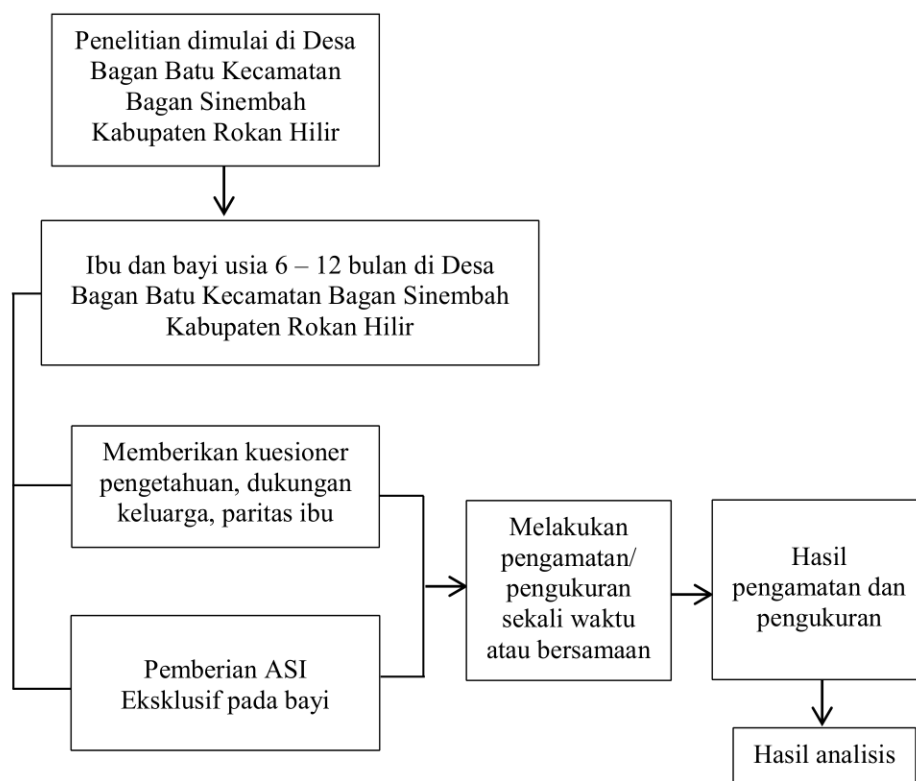 Penelitian dimulai di Desa
Bagan Batu Kecamatan
Bagan Sinembah
Kabupaten Rokan Hilir
Ibu dan bayi usia 6 – 12 bulan di Desa
Bagan Batu Kecamatan Bagan Sinembah
Kabupaten Rokan Hilir
Memberikan kuesioner
pengetahuan, dukungan
keluarga, paritas ibu
Pemberian ASI
Eksklusif pada bayi
Melakukan
pengamatan/
pengukuran
sekali waktu
atau bersamaan
Hasil
pengamatan dan
pengukuran
Hasil analisis